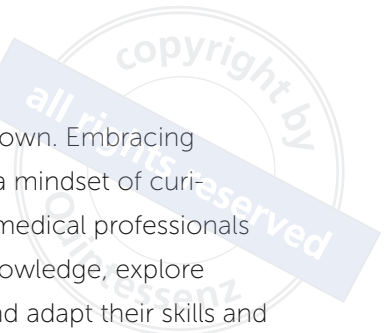 copyright by
all rights reserved
Quintessenz
own. Embracing
a mindset of curi-
medical professionals
owledge, explore
nd adapt their skills and